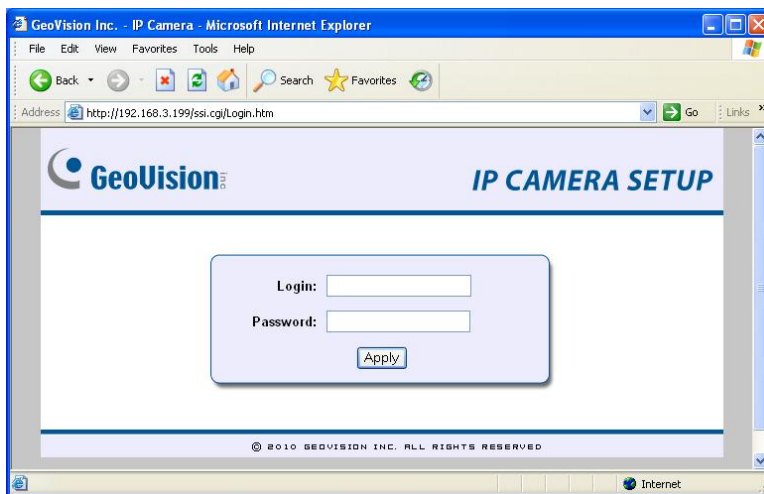 GeoVision Inc. - IP Camera - Microsoft Internet Explorer
File Edit View Favorites Tools Help
Back Search Favorites
Address http://192.168.3.199/ssi.cgi/Login.htm Go Links »
GeoVision Inc IP CAMERA SETUP
Login:
Password:
Apply
© 2010 GEOVISION INC. ALL RIGHTS RESERVED
Internet